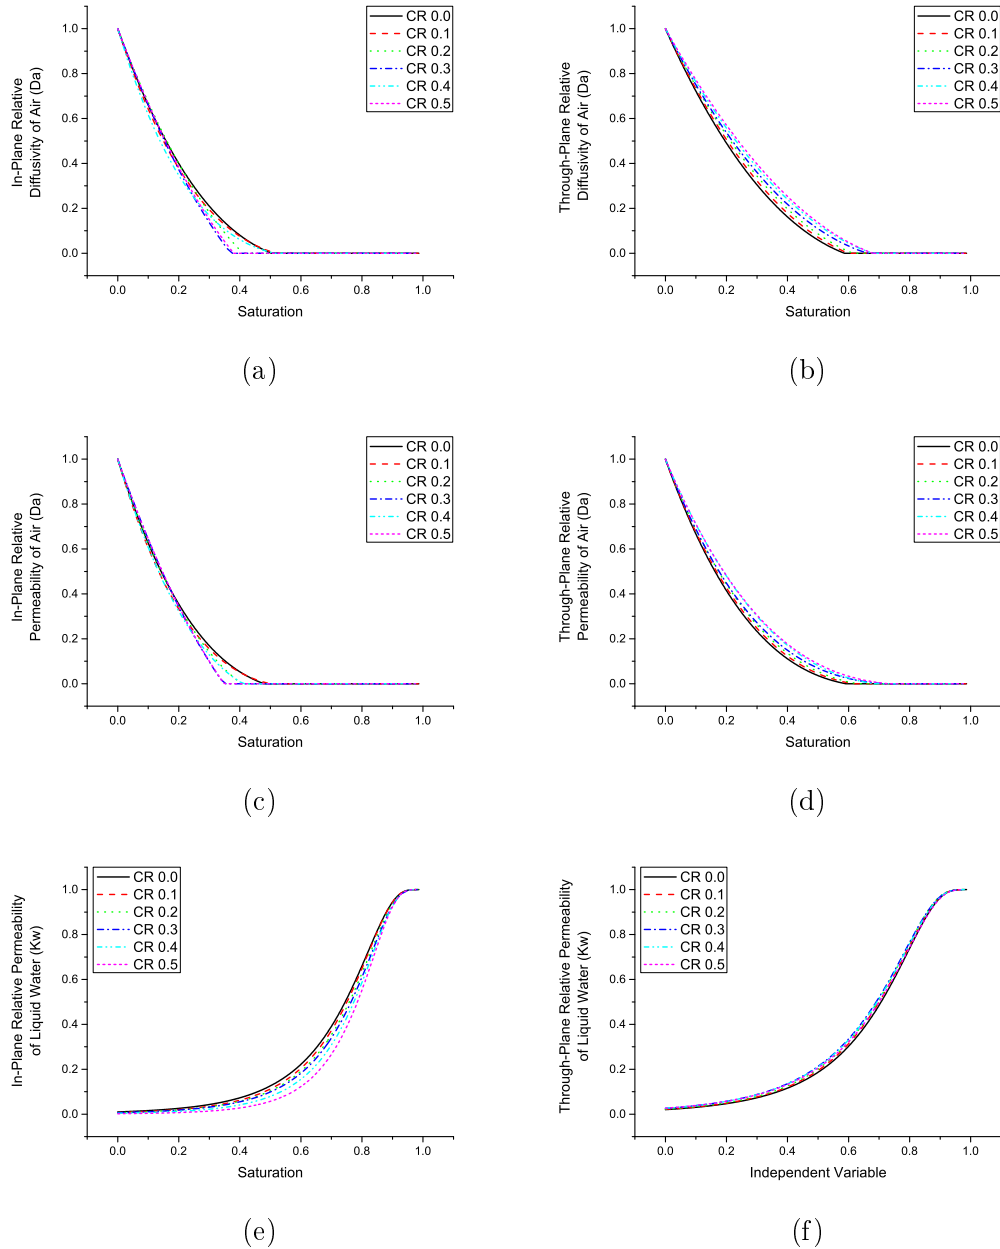 In-Plane Relative
Diffusivity of Air (Da)
1.0
0.8
0.6
0.4
0.2
0.0
CR 0.0
CR 0.1
CR 0.2
CR 0.3
CR 0.4
CR 0.5
0.0 0.2 0.4 0.6 0.8 1.0
Saturation
(a)
Through-Plane Relative
Diffusivity of Air (Da)
1.0
0.8
0.6
0.4
0.2
0.0
CR 0.0
CR 0.1
CR 0.2
CR 0.3
CR 0.4
CR 0.5
0.0 0.2 0.4 0.6 0.8 1.0
Saturation
(b)
In-Plane Relative
Permeability of Air (Da)
1.0
0.8
0.6
0.4
0.2
0.0
CR 0.0
CR 0.1
CR 0.2
CR 0.3
CR 0.4
CR 0.5
0.0 0.2 0.4 0.6 0.8 1.0
Saturation
(c)
Through-Plane Relative
Permeability of Air (Da)
1.0
0.8
0.6
0.4
0.2
0.0
CR 0.0
CR 0.1
CR 0.2
CR 0.3
CR 0.4
CR 0.5
0.0 0.2 0.4 0.6 0.8 1.0
Saturation
(d)
In-Plane Relative Permeability
of Liquid Water (Kw)
1.0
0.8
0.6
0.4
0.2
0.0
CR 0.0
CR 0.1
CR 0.2
CR 0.3
CR 0.4
CR 0.5
0.0 0.2 0.4 0.6 0.8 1.0
Saturation
(e)
Through-Plane Relative Permeability
of Liquid Water (Kw)
1.0
0.8
0.6
0.4
0.2
0.0
CR 0.0
CR 0.1
CR 0.2
CR 0.3
CR 0.4
CR 0.5
0.0 0.2 0.4 0.6 0.8 1.0
Independent Variable
(f)